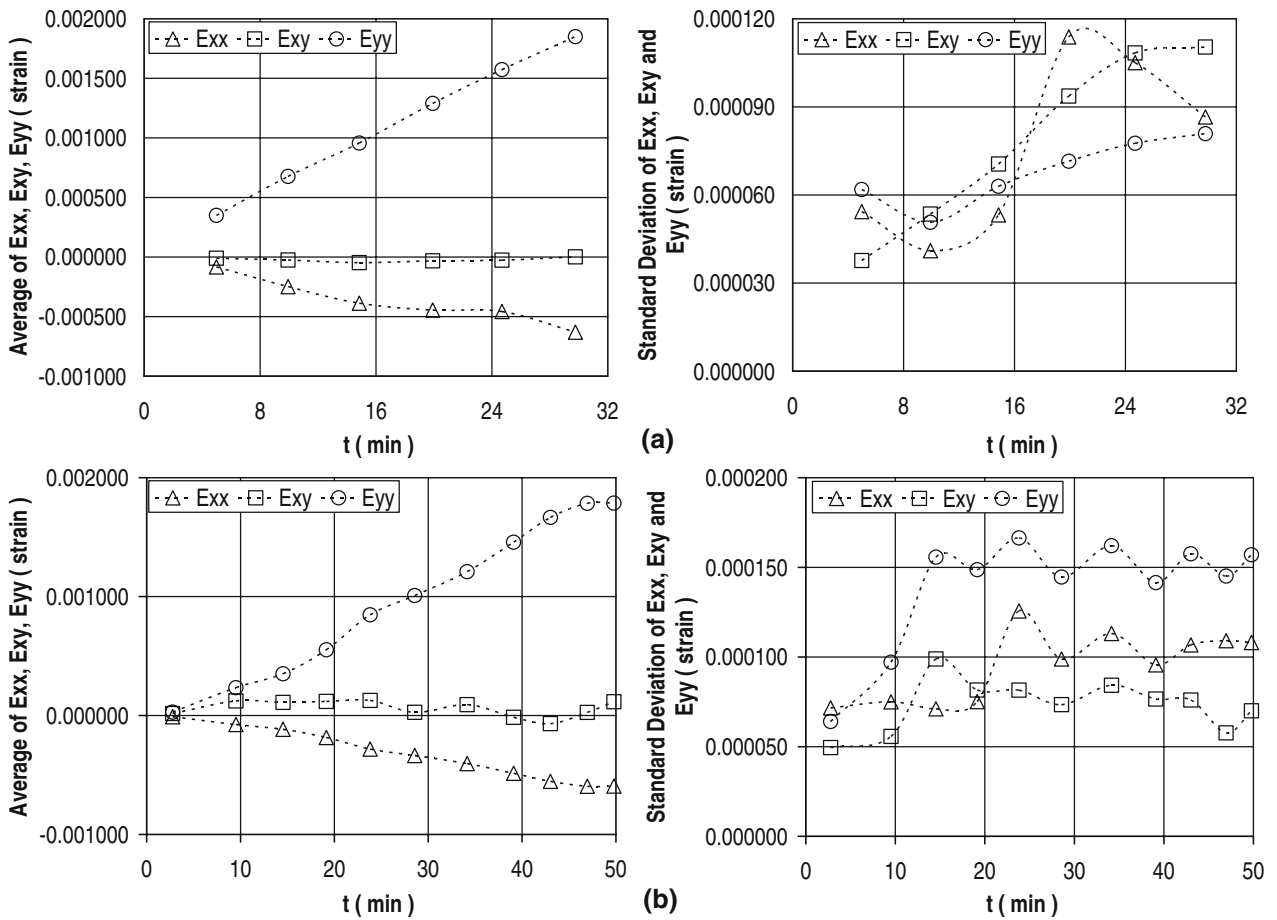 Average of Exx, Exy, Eyy ( strain )
0.002000
0.001500
0.001000
0.000500
0.000000
-0.000500
-0.001000
Exx Exy Eyy
0 8 16 24 32
t ( min )
Standard Deviation of Exx, Exy and
Eyy ( strain )
0.000120
0.000090
0.000060
0.000030
0.000000
Exx Exy Eyy
0 8 16 24 32
t ( min )
(a)
Average of Exx, Exy, Eyy ( strain )
0.002000
0.001000
0.000000
-0.001000
Exx Exy Eyy
0 10 20 30 40 50
t ( min )
Standard Deviation of Exx, Exy and
Eyy ( strain )
0.000200
0.000150
0.000100
0.000050
0.000000
Exx Exy Eyy
0 10 20 30 40 50
t ( min )
(b)